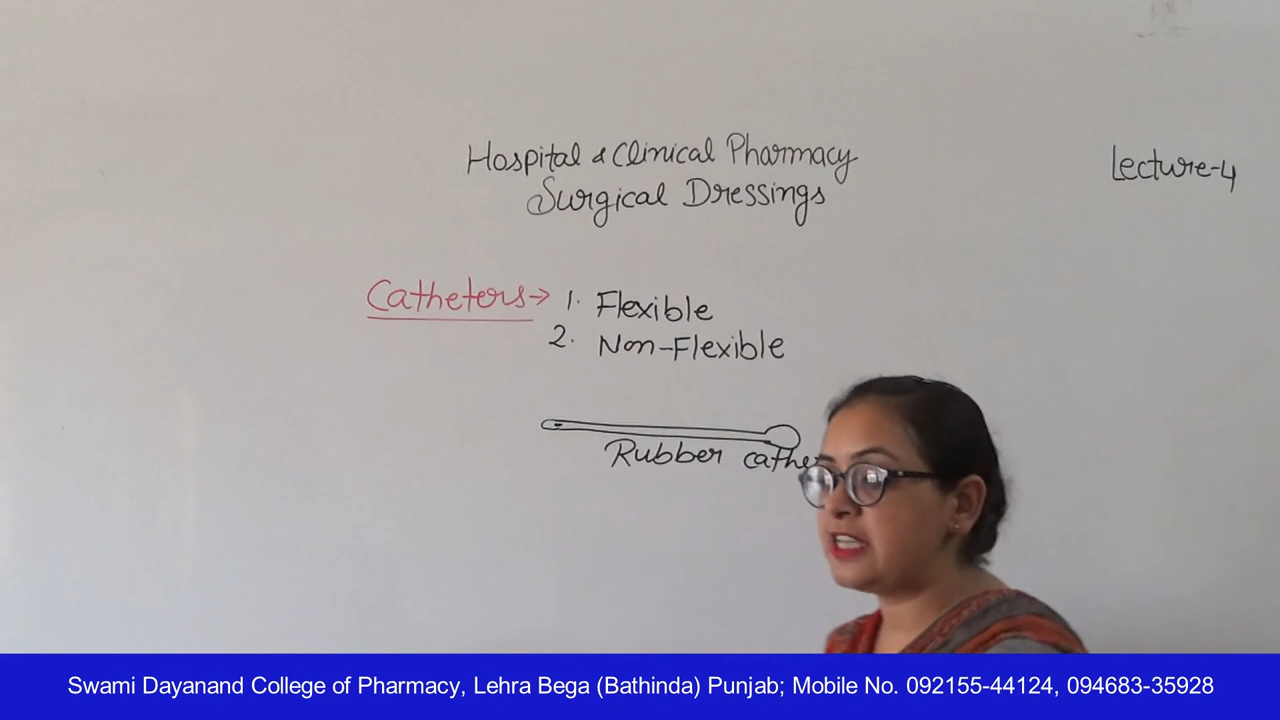 Hospital & Clinical Pharmacy
Surgical Dressings
Lecture-4
Catheters→ 1. Flexible
2. Non-Flexible
Rubber cathe
Swami Dayanand College of Pharmacy, Lehra Bega (Bathinda) Punjab; Mobile No. 092155-44124, 094683-35928